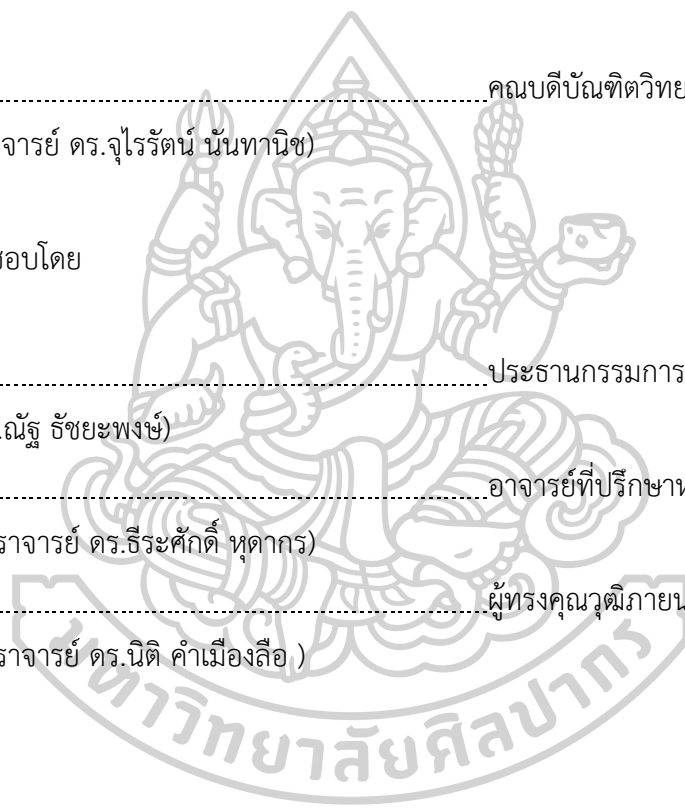 คณบดีบัณฑิตวิทย
จารย์ ดร.จุไรรัตน์ นันทานิช)
สอบโดย
ประธานกรรมการ
.ณัฐ ธัชยะพงษ์)
อาจารย์ที่ปรึกษาห
ราจารย์ ดร.ธีระศักดิ์ หุดากร)
ผู้ทรงคุณวุฒิภายน
ราจารย์ ดร.นิติ คำเมืองลือ )
มหาวิทยาลัยศิลปากร